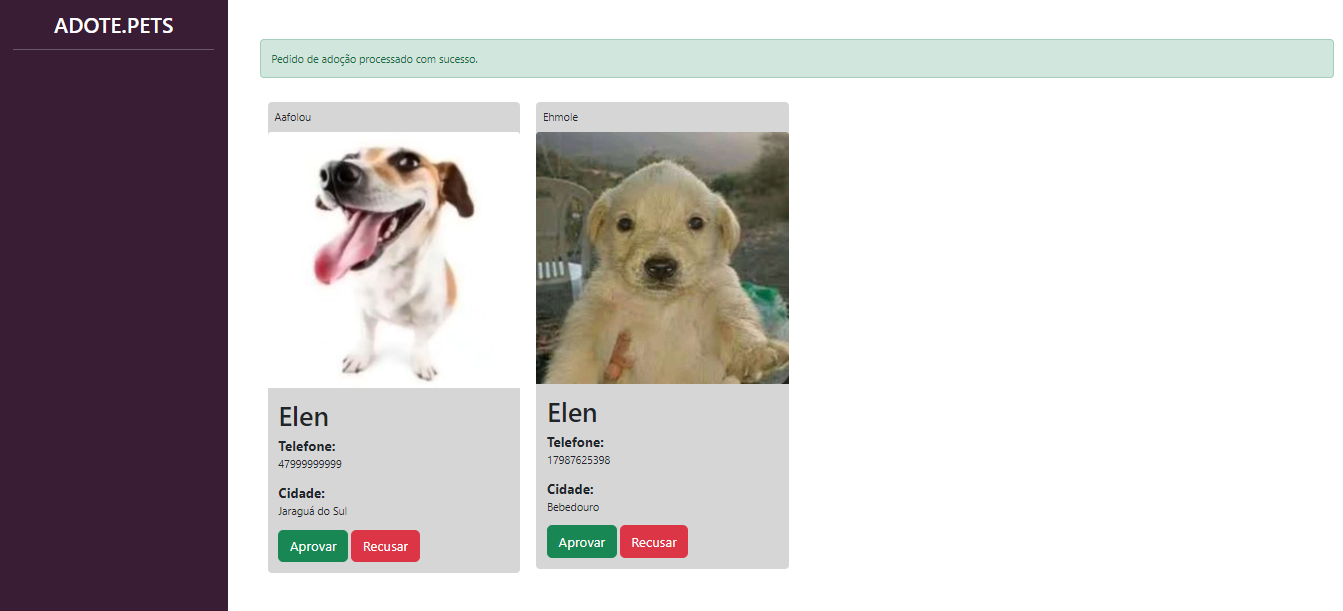 ADOTE.PETS
Pedido de adoção processado com sucesso.
Aafolou
Elen
Telefone:
47999999999
Cidade:
Jaraguá do Sul
Aprovar Recusar
Ehmole
Elen
Telefone:
17987625398
Cidade:
Bebedouro
Aprovar Recusar